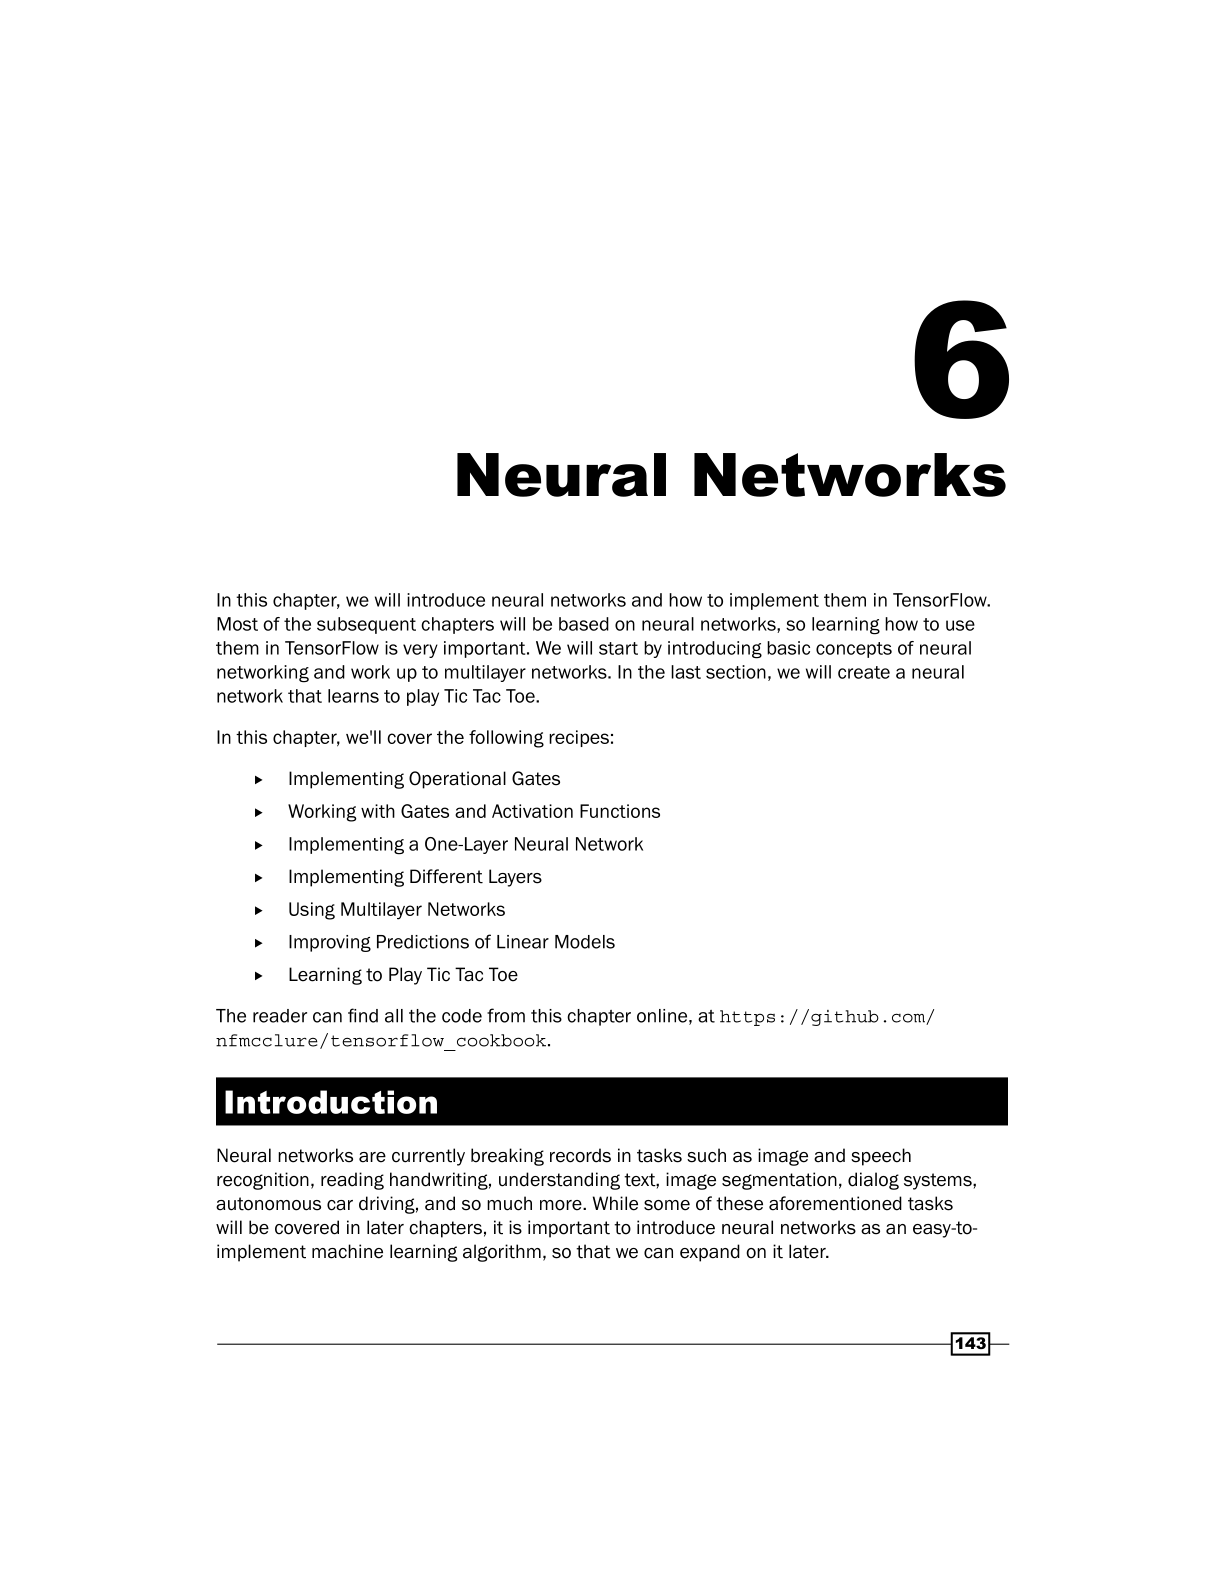 6
Neural Networks
In this chapter, we will introduce neural networks and how to implement them in TensorFlow.
Most of the subsequent chapters will be based on neural networks, so learning how to use
them in TensorFlow is very important. We will start by introducing basic concepts of neural
networking and work up to multilayer networks. In the last section, we will create a neural
network that learns to play Tic Tac Toe.
In this chapter, we'll cover the following recipes:
▶ Implementing Operational Gates
▶ Working with Gates and Activation Functions
▶ Implementing a One-Layer Neural Network
▶ Implementing Different Layers
▶ Using Multilayer Networks
▶ Improving Predictions of Linear Models
▶ Learning to Play Tic Tac Toe
The reader can find all the code from this chapter online, at https://github.com/
nfmcclure/tensorflow_cookbook.
Introduction
Neural networks are currently breaking records in tasks such as image and speech
recognition, reading handwriting, understanding text, image segmentation, dialog systems,
autonomous car driving, and so much more. While some of these aforementioned tasks
will be covered in later chapters, it is important to introduce neural networks as an easy-to-
implement machine learning algorithm, so that we can expand on it later.
143